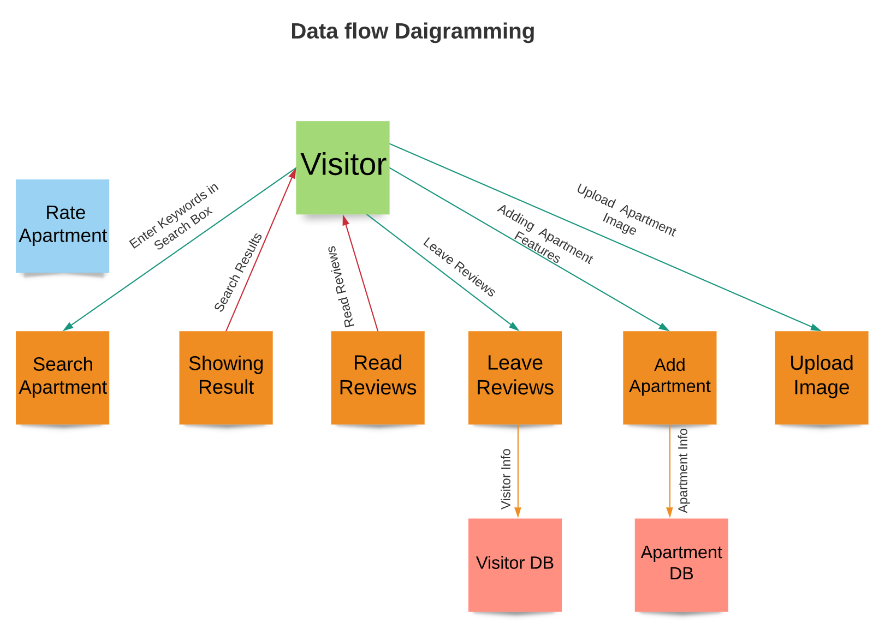 Data flow Daigramming
Visitor
Rate
Apartment
Enter Keywords in
Search Box
Search Results
Read Reviews
Leave Reviews
Adding Apartment
Features
Upload Apartment
Image
Search
Apartment
Showing
Result
Read
Reviews
Leave
Reviews
Add
Apartment
Upload
Image
Visitor Info
Apartment Info
Visitor DB
Apartment
DB